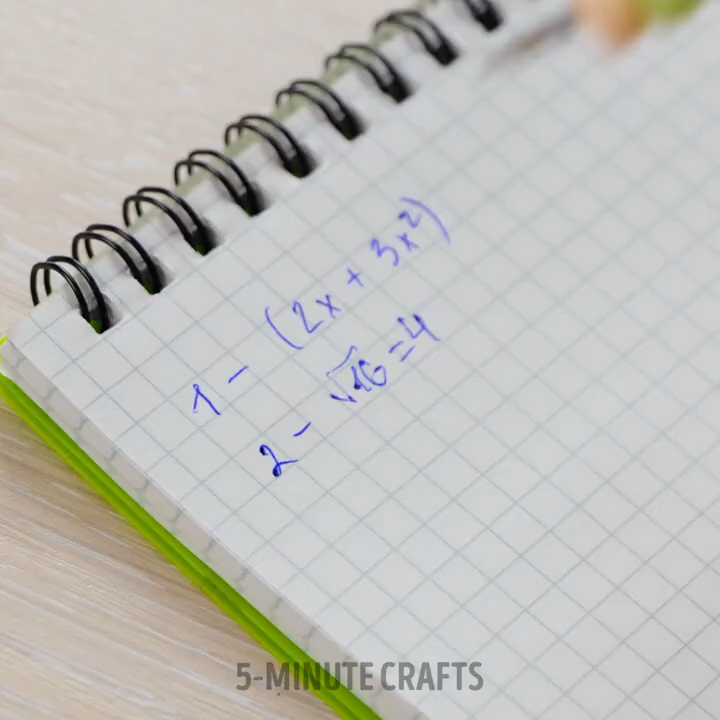 1 - (2x + 3x²)
2 - √16 = 4
5-MINUTE CRAFTS